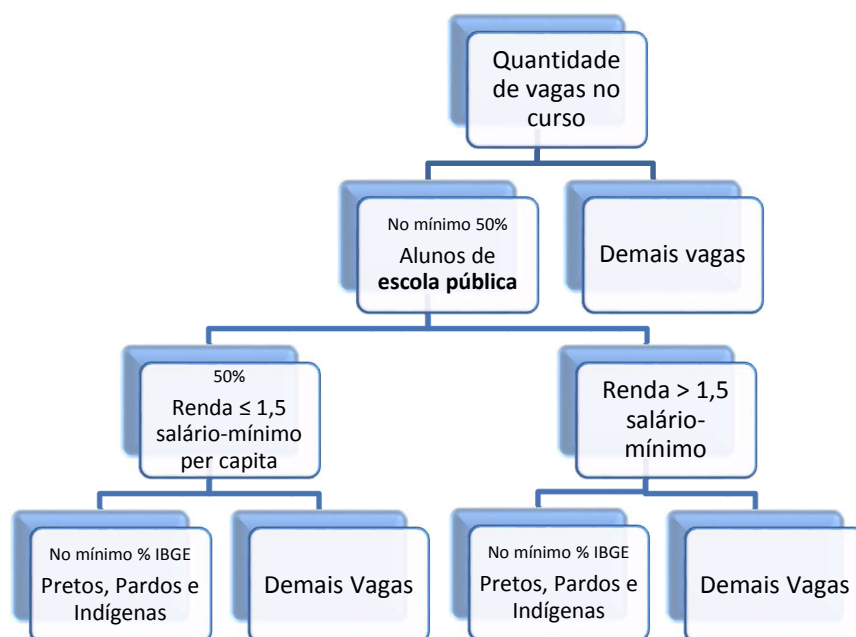 Quantidade
de vagas no
curso
No mínimo 50%
Alunos de
escola pública
Demais vagas
50%
Renda ≤ 1,5
salário-mínimo
per capita
Renda > 1,5
salário-
mínimo
No mínimo % IBGE
Pretos, Pardos e
Indígenas
Demais Vagas
No mínimo % IBGE
Pretos, Pardos e
Indígenas
Demais Vagas